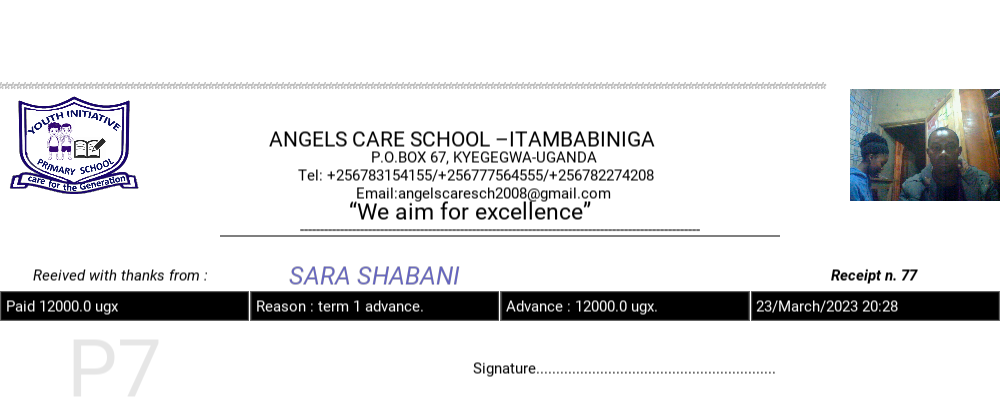 YOUTH INITIATIVE
PRIMARY SCHOOL
care for the Generation
ANGELS CARE SCHOOL –ITAMBABINIGA
P.O.BOX 67, KYEGEGWA-UGANDA
Tel: +256783154155/+256777564555/+256782274208
Email:angelscaresch2008@gmail.com
“We aim for excellence”
Reeived with thanks from : SARA SHABANI Receipt n. 77
Paid 12000.0 ugx Reason : term 1 advance. Advance : 12000.0 ugx. 23/March/2023 20:28
P7
Signature............................................................